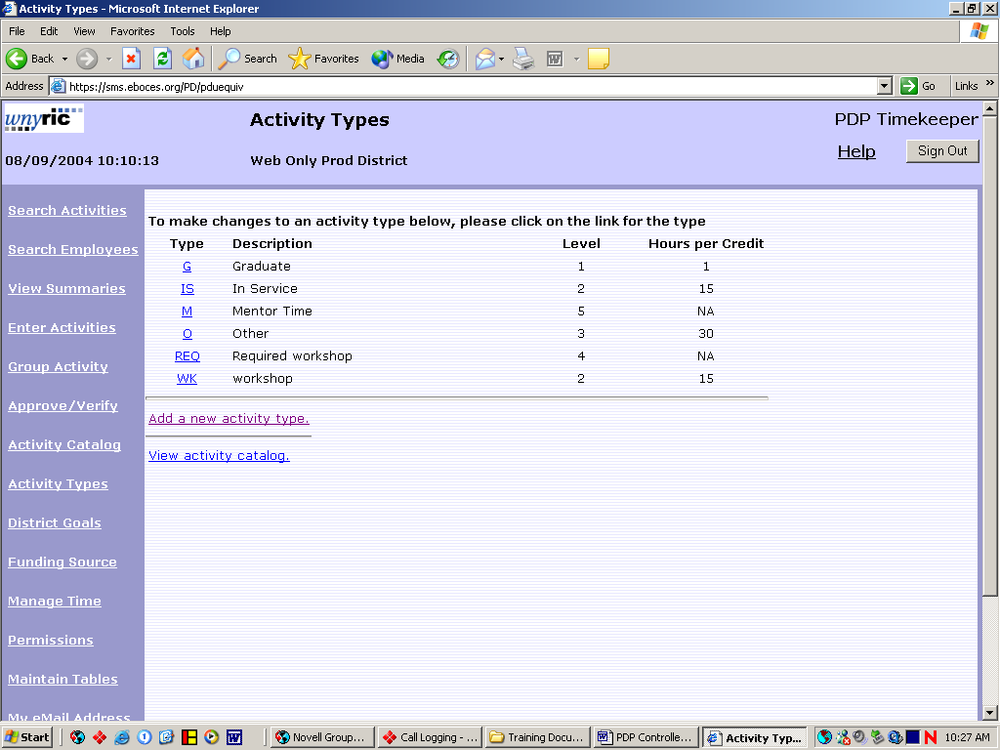 Activity Types - Microsoft Internet Explorer
File Edit View Favorites Tools Help
Back Search Favorites Media
Address https://sms.eboces.org/PD/pduequiv Go Links »
wnyric Activity Types PDP Timekeeper
Help Sign Out
08/09/2004 10:10:13 Web Only Prod District
Search Activities
Search Employees
View Summaries
Enter Activities
Group Activity
Approve/Verify
Activity Catalog
Activity Types
District Goals
Funding Source
Manage Time
Permissions
Maintain Tables
My eMail Address
To make changes to an activity type below, please click on the link for the type
Type Description Level Hours per Credit
G Graduate 1 1
IS In Service 2 15
M Mentor Time 5 NA
O Other 3 30
REQ Required workshop 4 NA
WK workshop 2 15
Add a new activity type.
View activity catalog.
Start Novell Group... Call Logging - ... Training Docu... PDP Controlle... Activity Typ... 10:27 AM